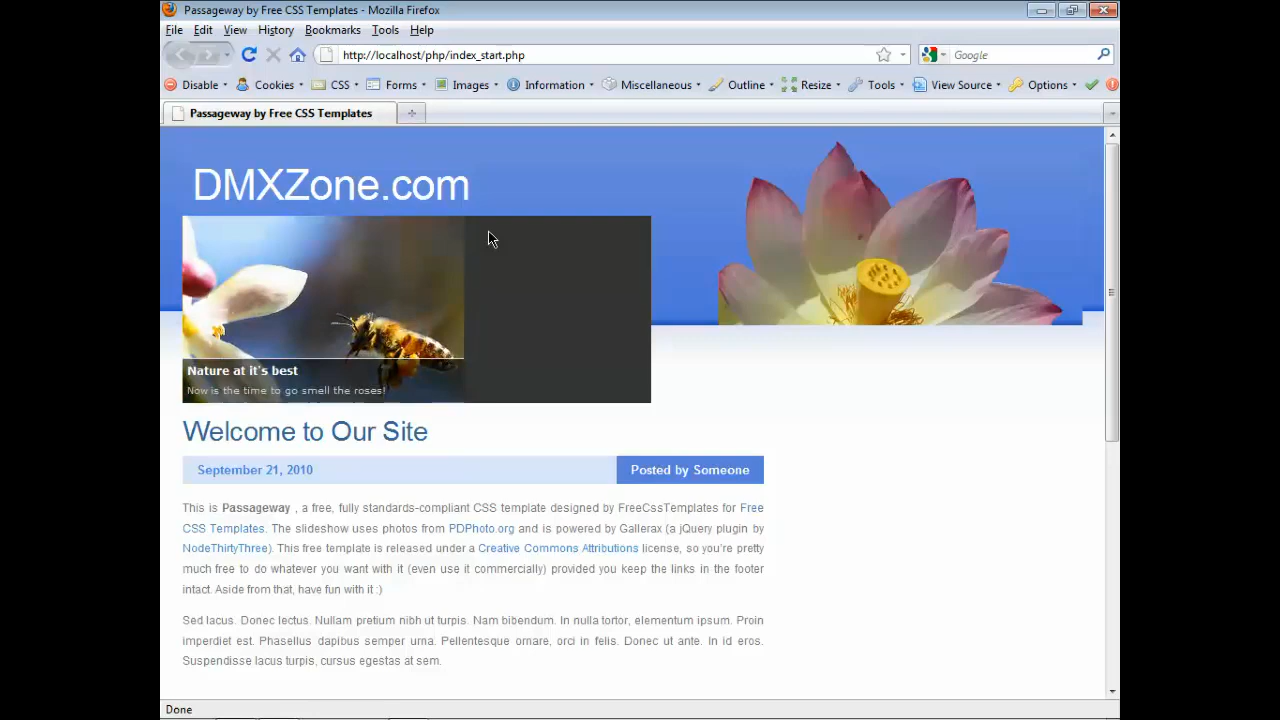 Passageway by Free CSS Templates - Mozilla Firefox
File Edit View History Bookmarks Tools Help
http://localhost/php/index_start.php Google
Disable Cookies CSS Forms Images Information Miscellaneous Outline Resize Tools View Source Options
Passageway by Free CSS Templates
DMXZone.com
Nature at it's best
Now is the time to go smell the roses!
Welcome to Our Site
September 21, 2010 Posted by Someone
This is Passageway , a free, fully standards-compliant CSS template designed by FreeCssTemplates for Free
CSS Templates. The slideshow uses photos from PDPhoto.org and is powered by Gallerax (a jQuery plugin by
NodeThirtyThree). This free template is released under a Creative Commons Attributions license, so you're pretty
much free to do whatever you want with it (even use it commercially) provided you keep the links in the footer
intact. Aside from that, have fun with it :)
Sed lacus. Donec lectus. Nullam pretium nibh ut turpis. Nam bibendum. In nulla tortor, elementum ipsum. Proin
imperdiet est. Phasellus dapibus semper urna. Pellentesque ornare, orci in felis. Donec ut ante. In id eros.
Suspendisse lacus turpis, cursus egestas at sem.
Done